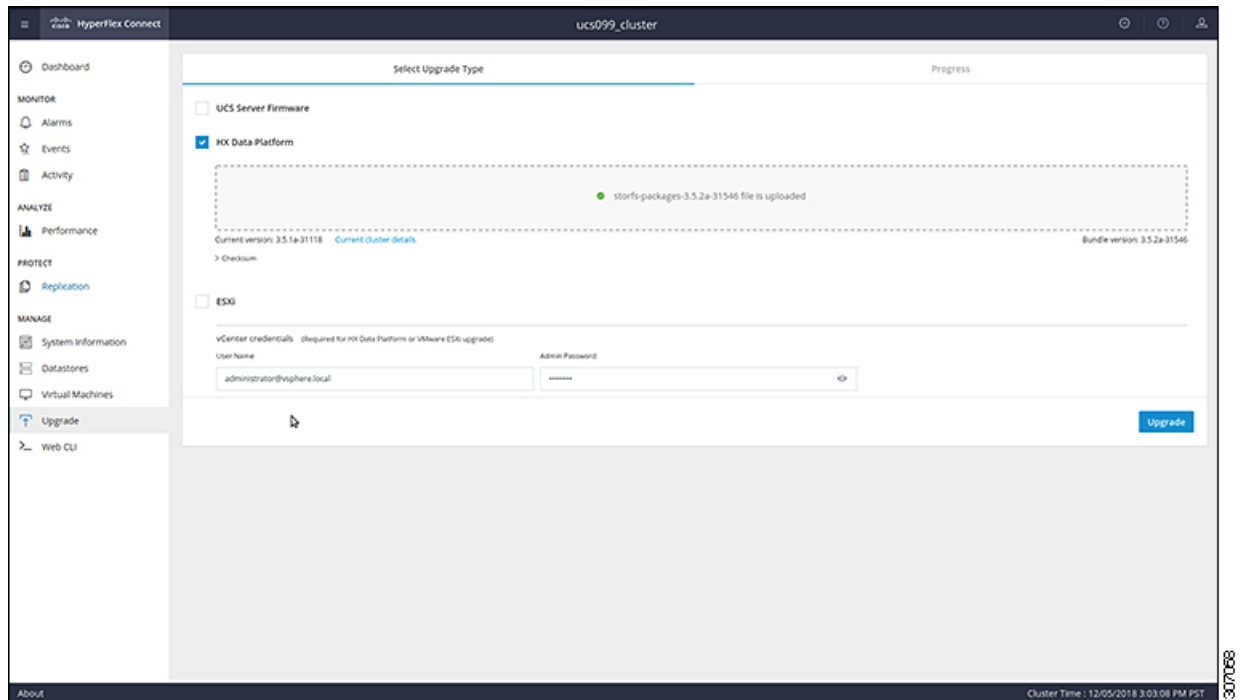 cisco HyperFlex Connect
ucs099_cluster
Dashboard
MONITOR
Alarms
Events
Activity
ANALYZE
Performance
PROTECT
Replication
MANAGE
System Information
Datastores
Virtual Machines
Upgrade
Web CLI
Select Upgrade Type
Progress
UCS Server Firmware
HX Data Platform
storfs-packages-3.5.2a-31546 file is uploaded
Current version: 3.5.1a-31118 Current cluster details
Bundle version: 3.5.2a-31546
> Checksum
ESXi
vCenter credentials (Required for HX Data Platform or VMware ESXi upgrade)
User Name
Admin Password
administrator@vsphere.local
Upgrade
About
Cluster Time : 12/05/2018 3:03:08 PM PST
307058